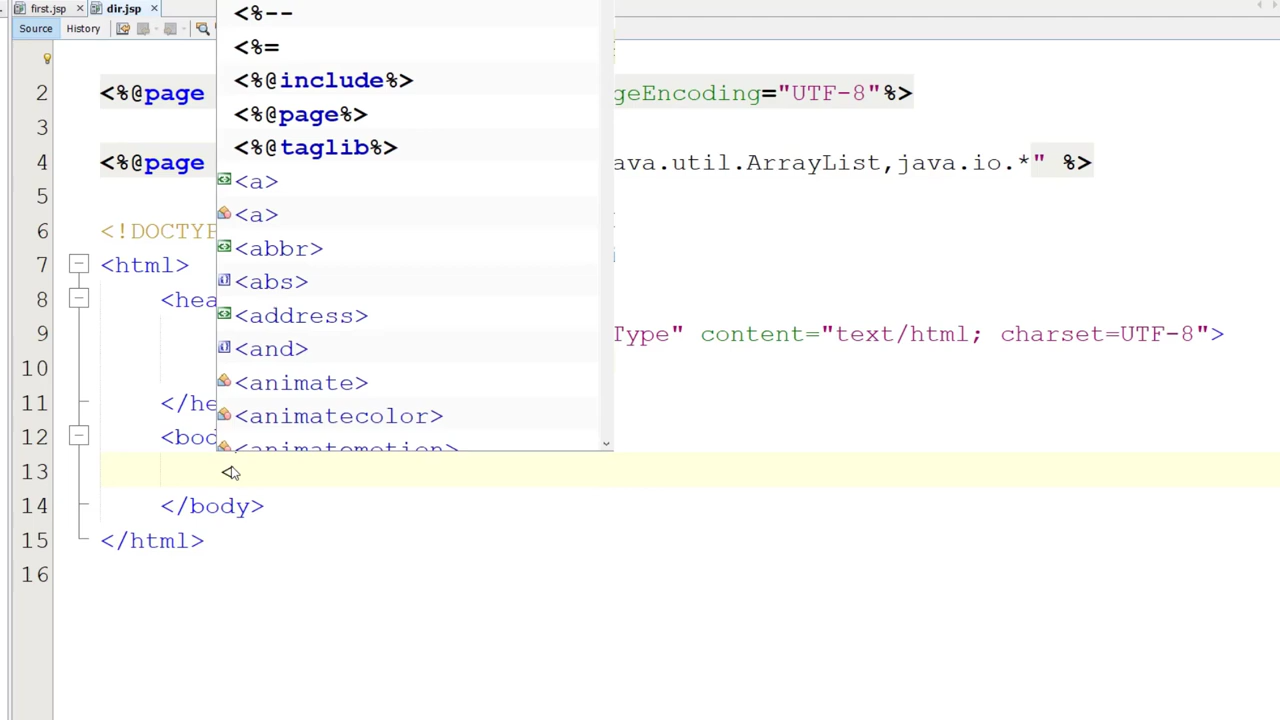 first.jsp dir.jsp
Source History
<%--
<%=
<%@include%>
2 <%@page geEncoding="UTF-8"%>
<%@page%>
3
<%@taglib%>
4 <%@page ava.util.ArrayList,java.io.*" %>
<a>
5
<a>
6 <!DOCTYP
<abbr>
7 <html>
<abs>
8 <hea
<address>
9 Type" content="text/html; charset=UTF-8">
<and>
10
<animate>
11 </he
<animatecolor>
12 <bod
<animatemotion>
13 <
14 </body>
15 </html>
16